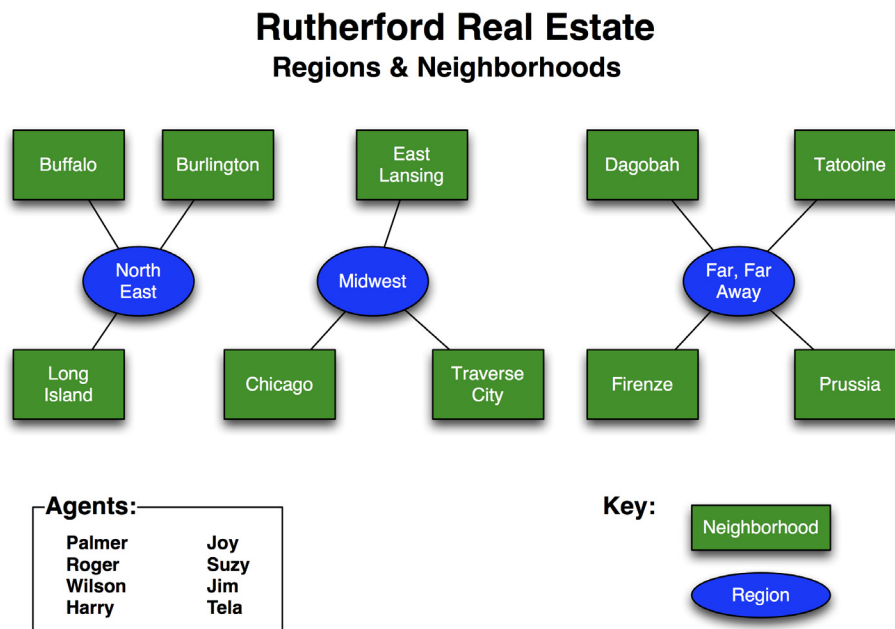 Rutherford Real Estate
Regions & Neighborhoods
Buffalo
Burlington
East
Lansing
Dagobah
Tatooine
North
East
Midwest
Far, Far
Away
Long
Island
Chicago
Traverse
City
Firenze
Prussia
Agents:
Palmer Joy
Roger Suzy
Wilson Jim
Harry Tela
Key:
Neighborhood
Region